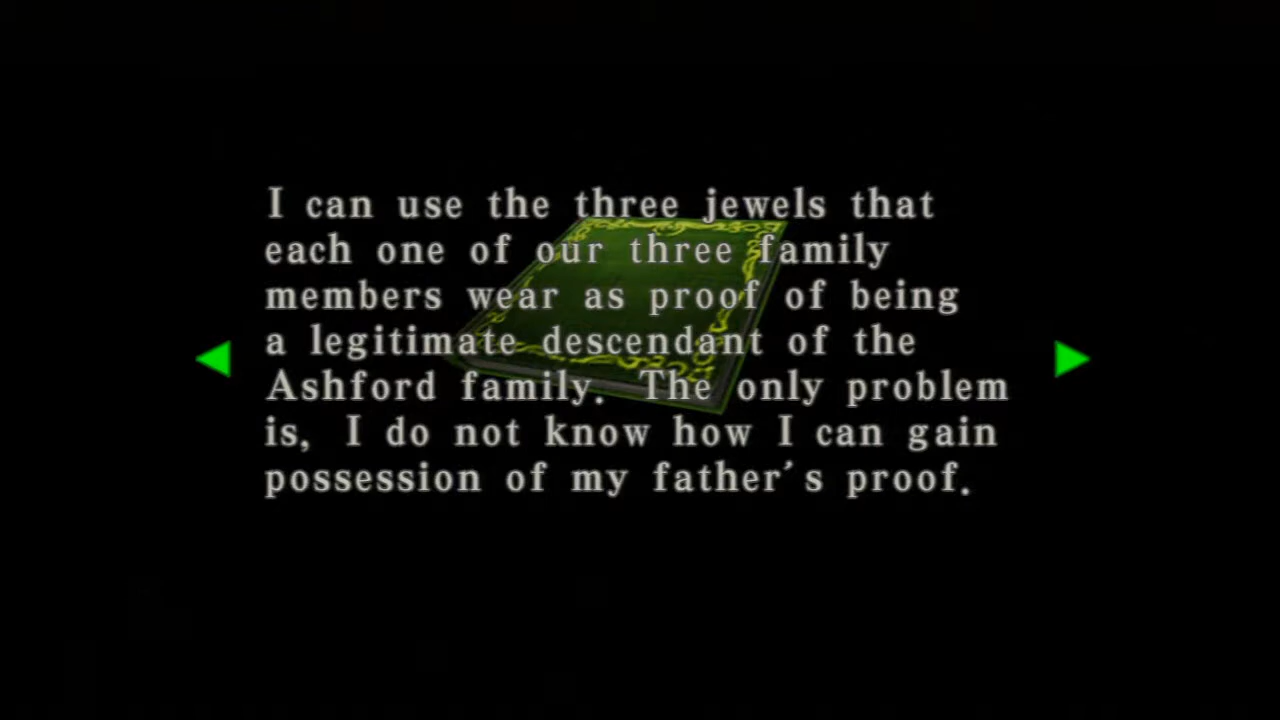 I can use the three jewels that
each one of our three family
members wear as proof of being
a legitimate descendant of the
Ashford family. The only problem
is, I do not know how I can gain
possession of my father's proof.